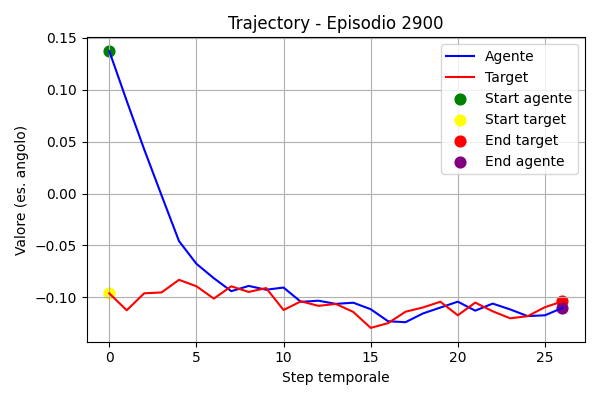 Trajectory - Episodio 2900
Valore (es. angolo)
0.15
0.10
0.05
0.00
−0.05
−0.10
0
5
10
15
20
25
Step temporale
Agente
Target
Start agente
Start target
End target
End agente